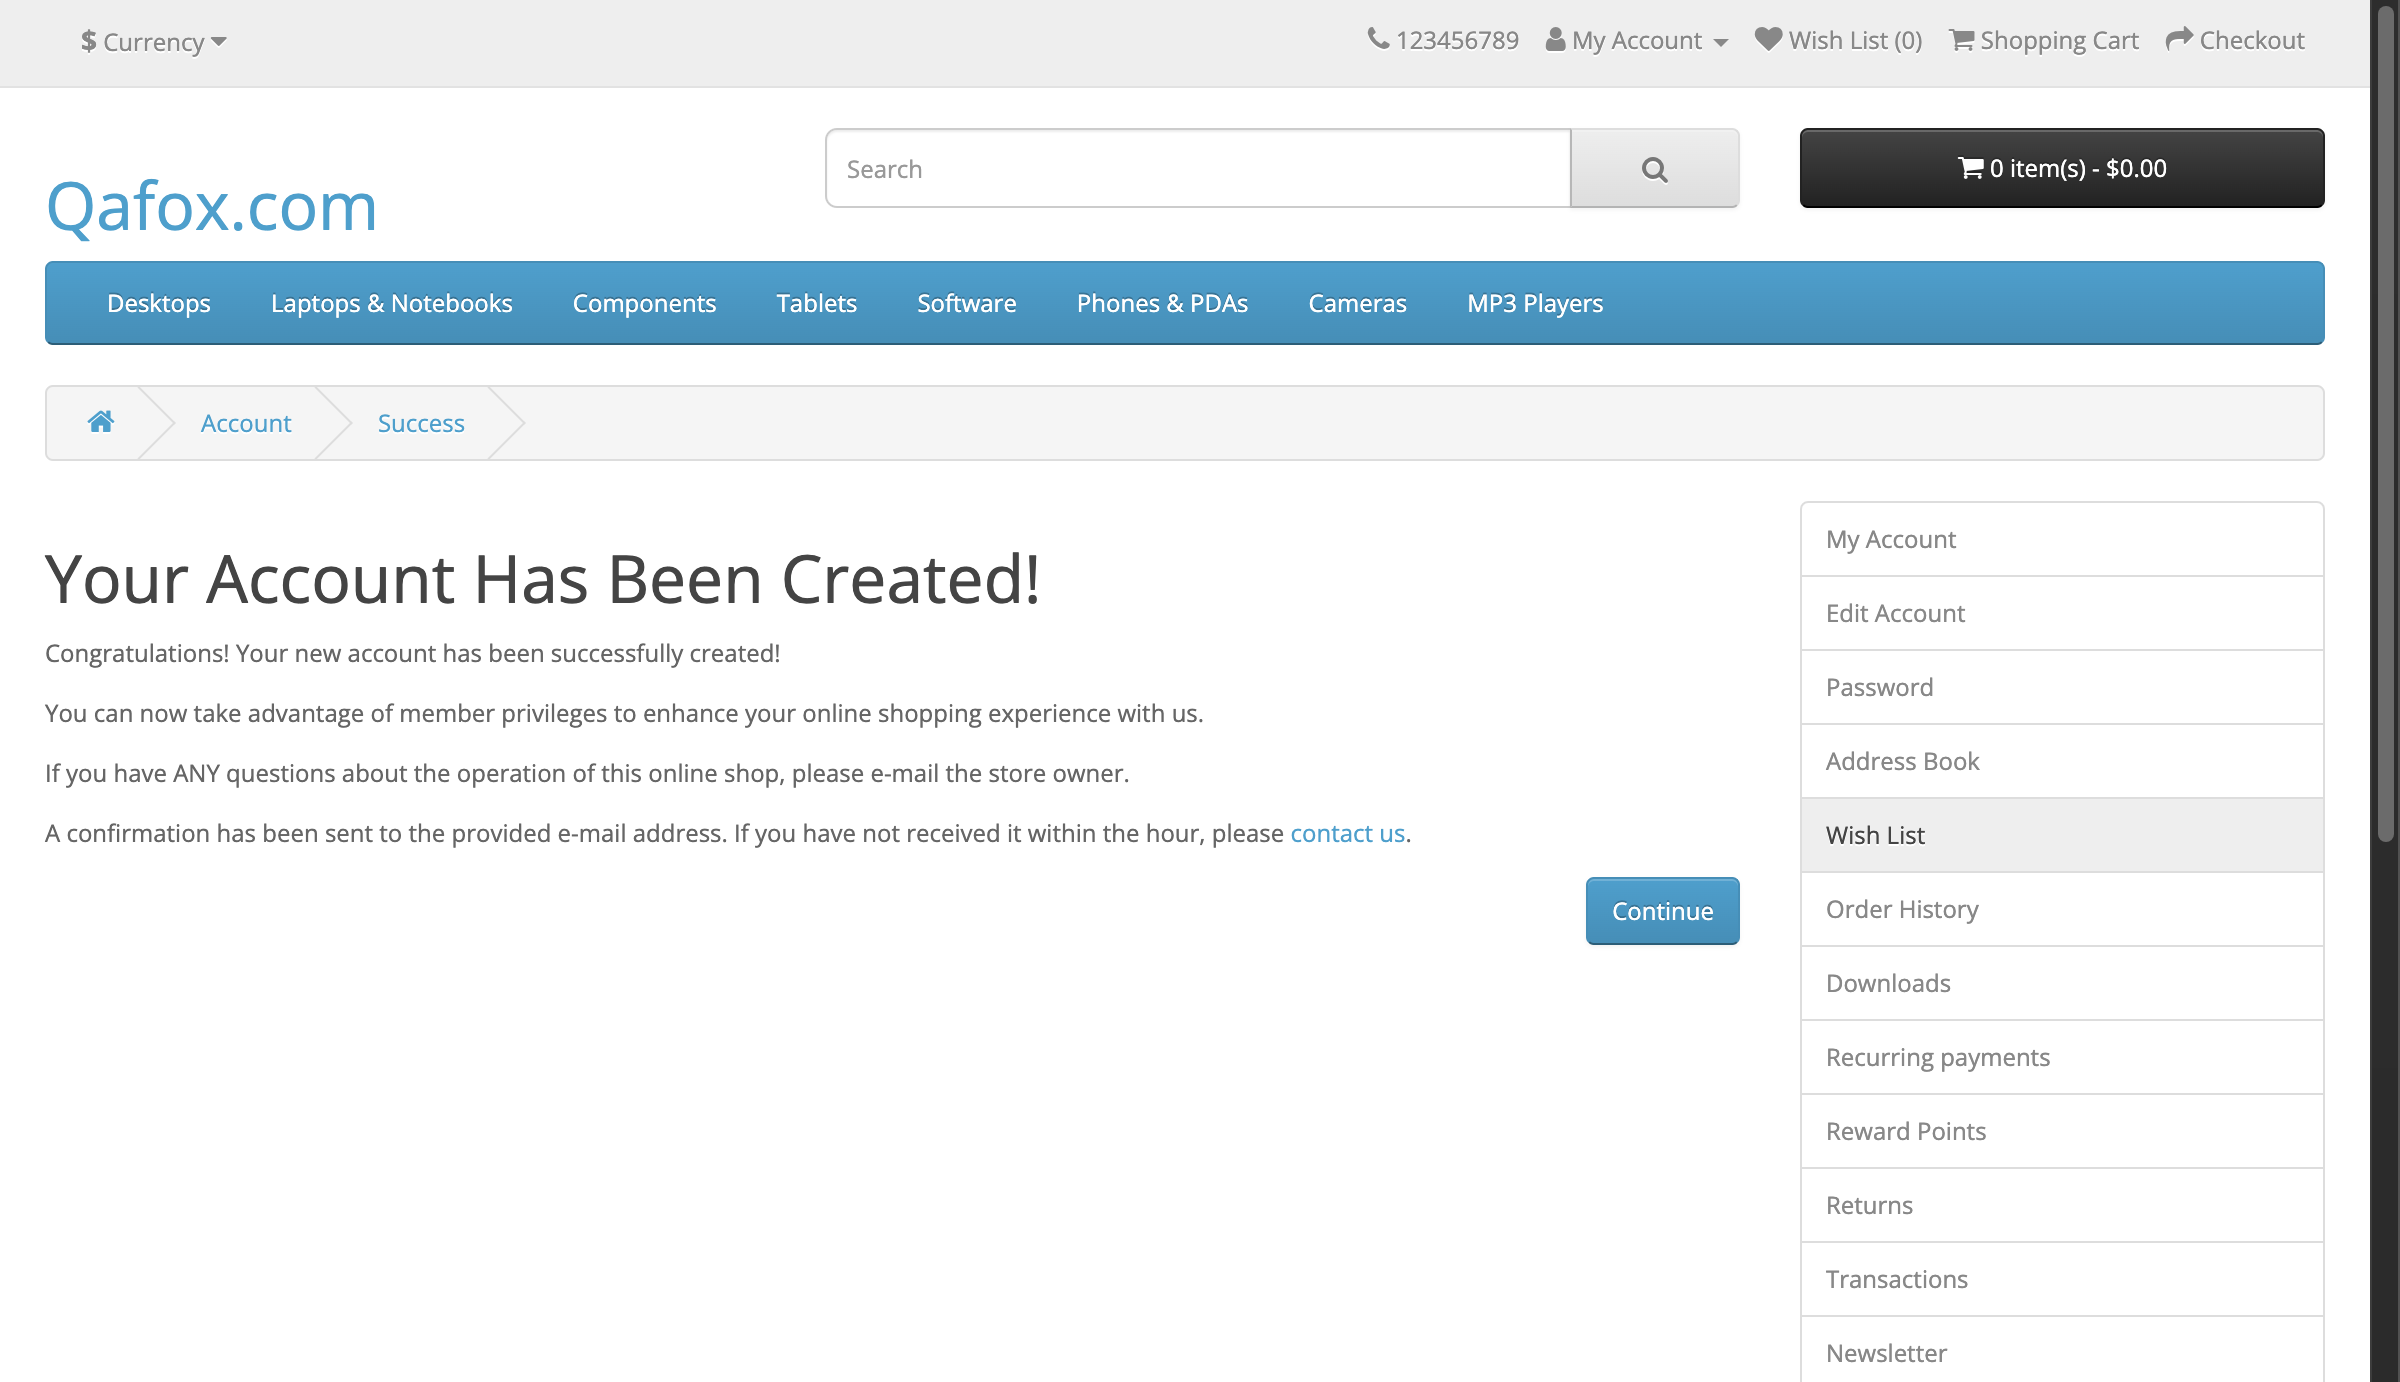 $ Currency
123456789 My Account Wish List (0) Shopping Cart Checkout
Qafox.com
Search
0 item(s) - $0.00
Desktops Laptops & Notebooks Components Tablets Software Phones & PDAs Cameras MP3 Players
Account Success
Your Account Has Been Created!
Congratulations! Your new account has been successfully created!
You can now take advantage of member privileges to enhance your online shopping experience with us.
If you have ANY questions about the operation of this online shop, please e-mail the store owner.
A confirmation has been sent to the provided e-mail address. If you have not received it within the hour, please contact us.
Continue
My Account
Edit Account
Password
Address Book
Wish List
Order History
Downloads
Recurring payments
Reward Points
Returns
Transactions
Newsletter